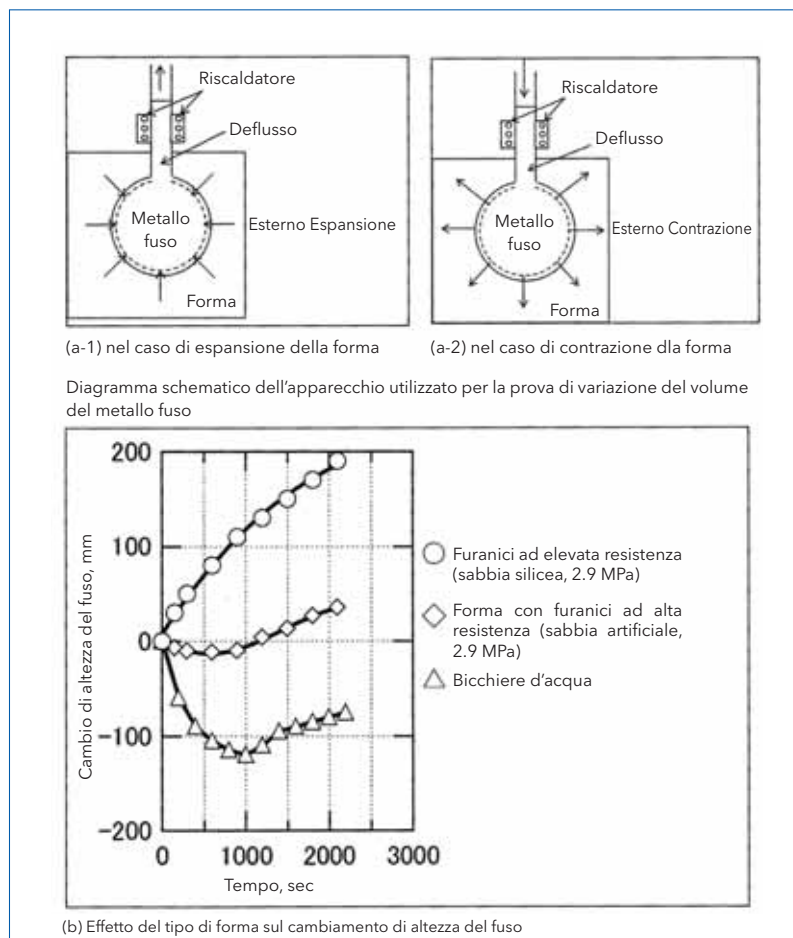 Riscaldatore
Deflusso
Metallo
fuso
Esterno Espansione
Forma
Riscaldatore
Deflusso
Metallo
fuso
Esterno Contrazione
Forma
(a-1) nel caso di espansione della forma
(a-2) nel caso di contrazione dla forma
Diagramma schematico dell'apparecchio utilizzato per la prova di variazione del volume
del metallo fuso
Cambio di altezza del fuso, mm
200
100
0
-100
-200
0 1000 2000 3000
Tempo, sec
Furanici ad elevata resistenza
(sabbia silicea, 2.9 MPa)
Forma con furanici ad alta
resistenza (sabbia artificiale,
2.9 MPa)
Bicchiere d'acqua
(b) Effetto del tipo di forma sul cambiamento di altezza del fuso